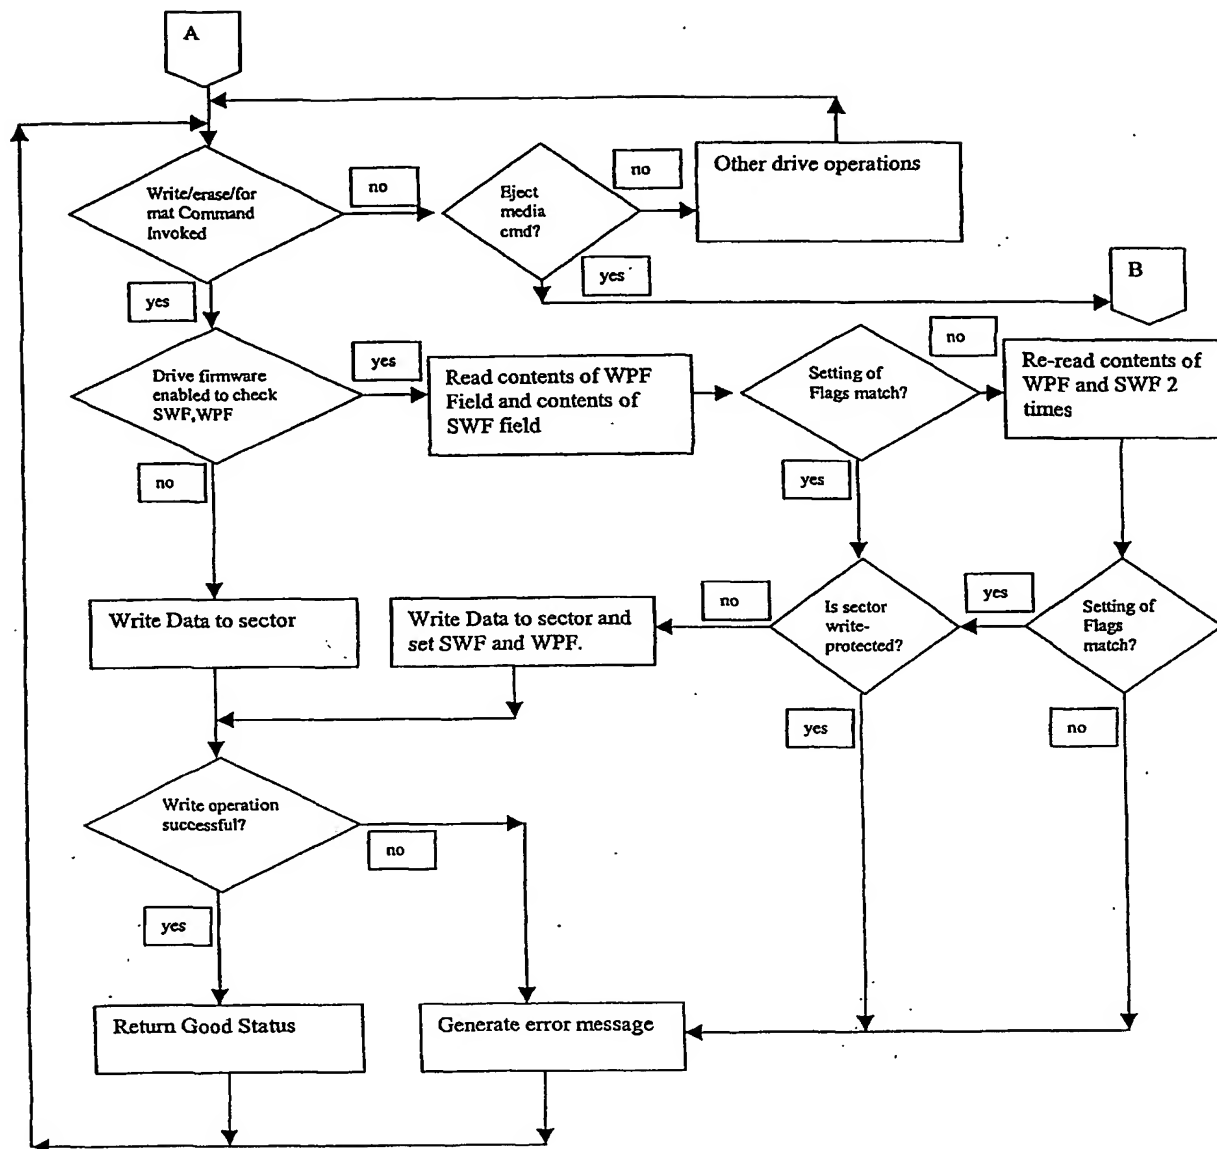 A
Write/erase/for
mat Command
Invoked
no
Eject
media
cmd?
no
Other drive operations
yes
yes
B
Drive firmware
enabled to check
SWF,WPF
yes
Read contents of WPF
Field and contents of
SWF field
Setting of
Flags match?
no
Re-read contents of
WPF and SWF 2
times
no
yes
Write Data to sector
Write Data to sector and
set SWF and WPF.
no
Is sector
write-
protected?
yes
Setting of
Flags
match?
yes
no
Write operation
successful?
no
yes
Return Good Status
Generate error message